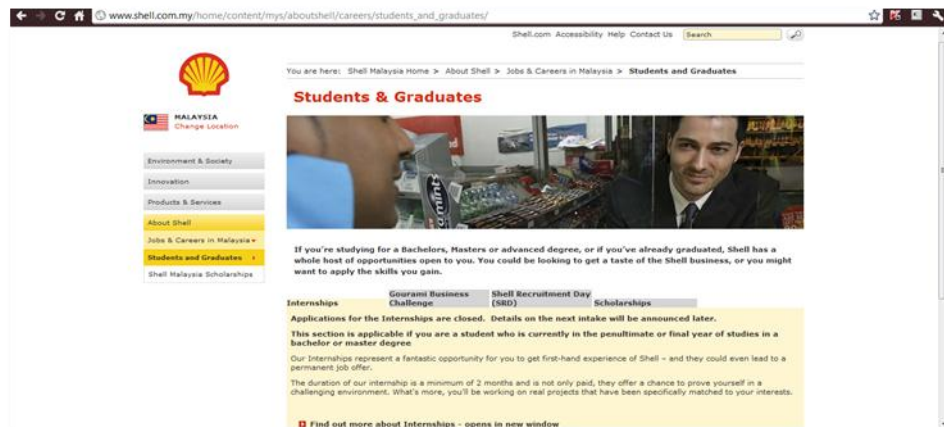 www.shell.com.my/home/content/mys/aboutshell/careers/students_and_graduates/
Shell.com Accessibility Help Contact Us Search
You are here: Shell Malaysia Home > About Shell > Jobs & Careers in Malaysia > Students and Graduates
Students & Graduates
MALAYSIA
Change Location
Environment & Society
Innovation
Products & Services
About Shell
Jobs & Careers in Malaysia
Students and Graduates
Shell Malaysia Scholarships
mints
If you're studying for a Bachelors, Masters or advanced degree, or if you've already graduated, Shell has a
whole host of opportunities open to you. You could be looking to get a taste of the Shell business, or you might
want to apply the skills you gain.
Internships
Gourami Business
Challenge
Shell Recruitment Day
(SRD)
Scholarships
Applications for the Internships are closed. Details on the next intake will be announced later.
This section is applicable if you are a student who is currently in the penultimate or final year of studies in a
bachelor or master degree
Our Internships represent a fantastic opportunity for you to get first-hand experience of Shell – and they could even lead to a
permanent job offer.
The duration of our internship is a minimum of 2 months and is not only paid, they offer a chance to prove yourself in a
challenging environment. What's more, you'll be working on real projects that have been specifically matched to your interests.
Find out more about Internships - opens in new window